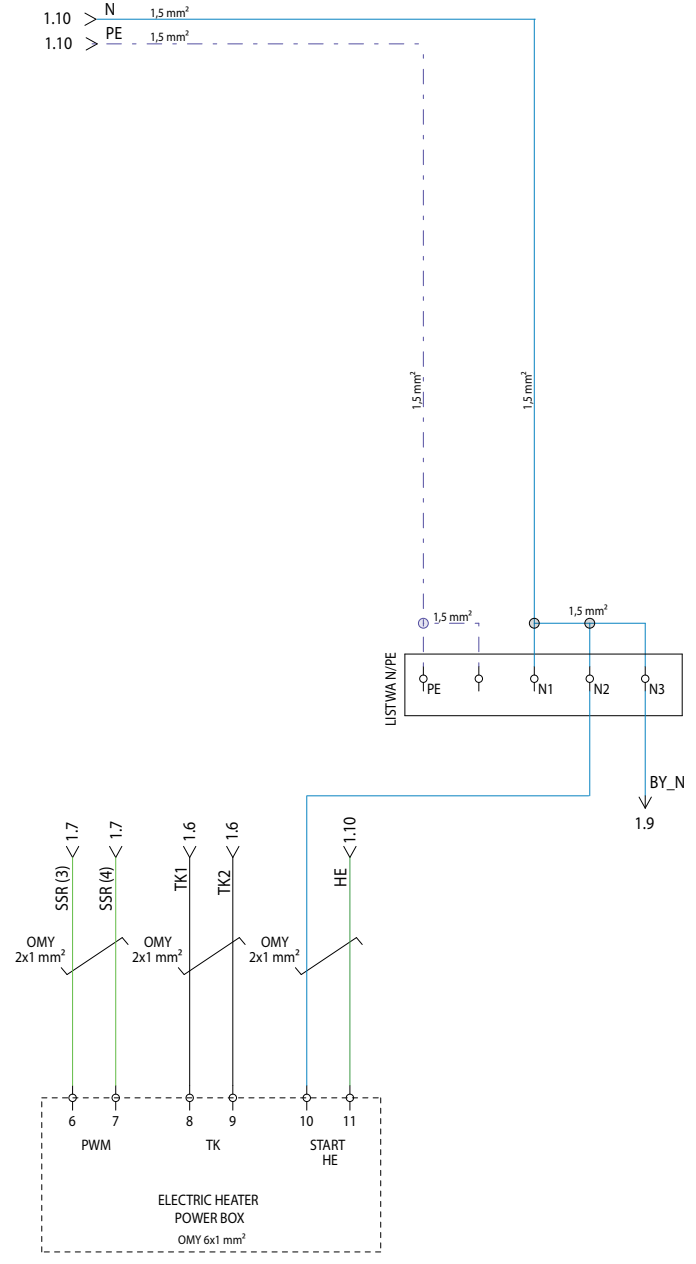 1.10
N
1,5 mm²
1.10
PE
1,5 mm²
1,5 mm²
1,5 mm²
1,5 mm²
1,5 mm²
LISTWA N/PE
PE
N1
N2
N3
BY_N
1.9
1.7
1.7
1.6
1.6
1.10
SSR (3)
SSR (4)
TK1
TK2
HE
OMY
2x1 mm²
OMY
2x1 mm²
OMY
2x1 mm²
6
7
8
9
10
11
PWM
TK
START
HE
ELECTRIC HEATER
POWER BOX
OMY 6x1 mm²